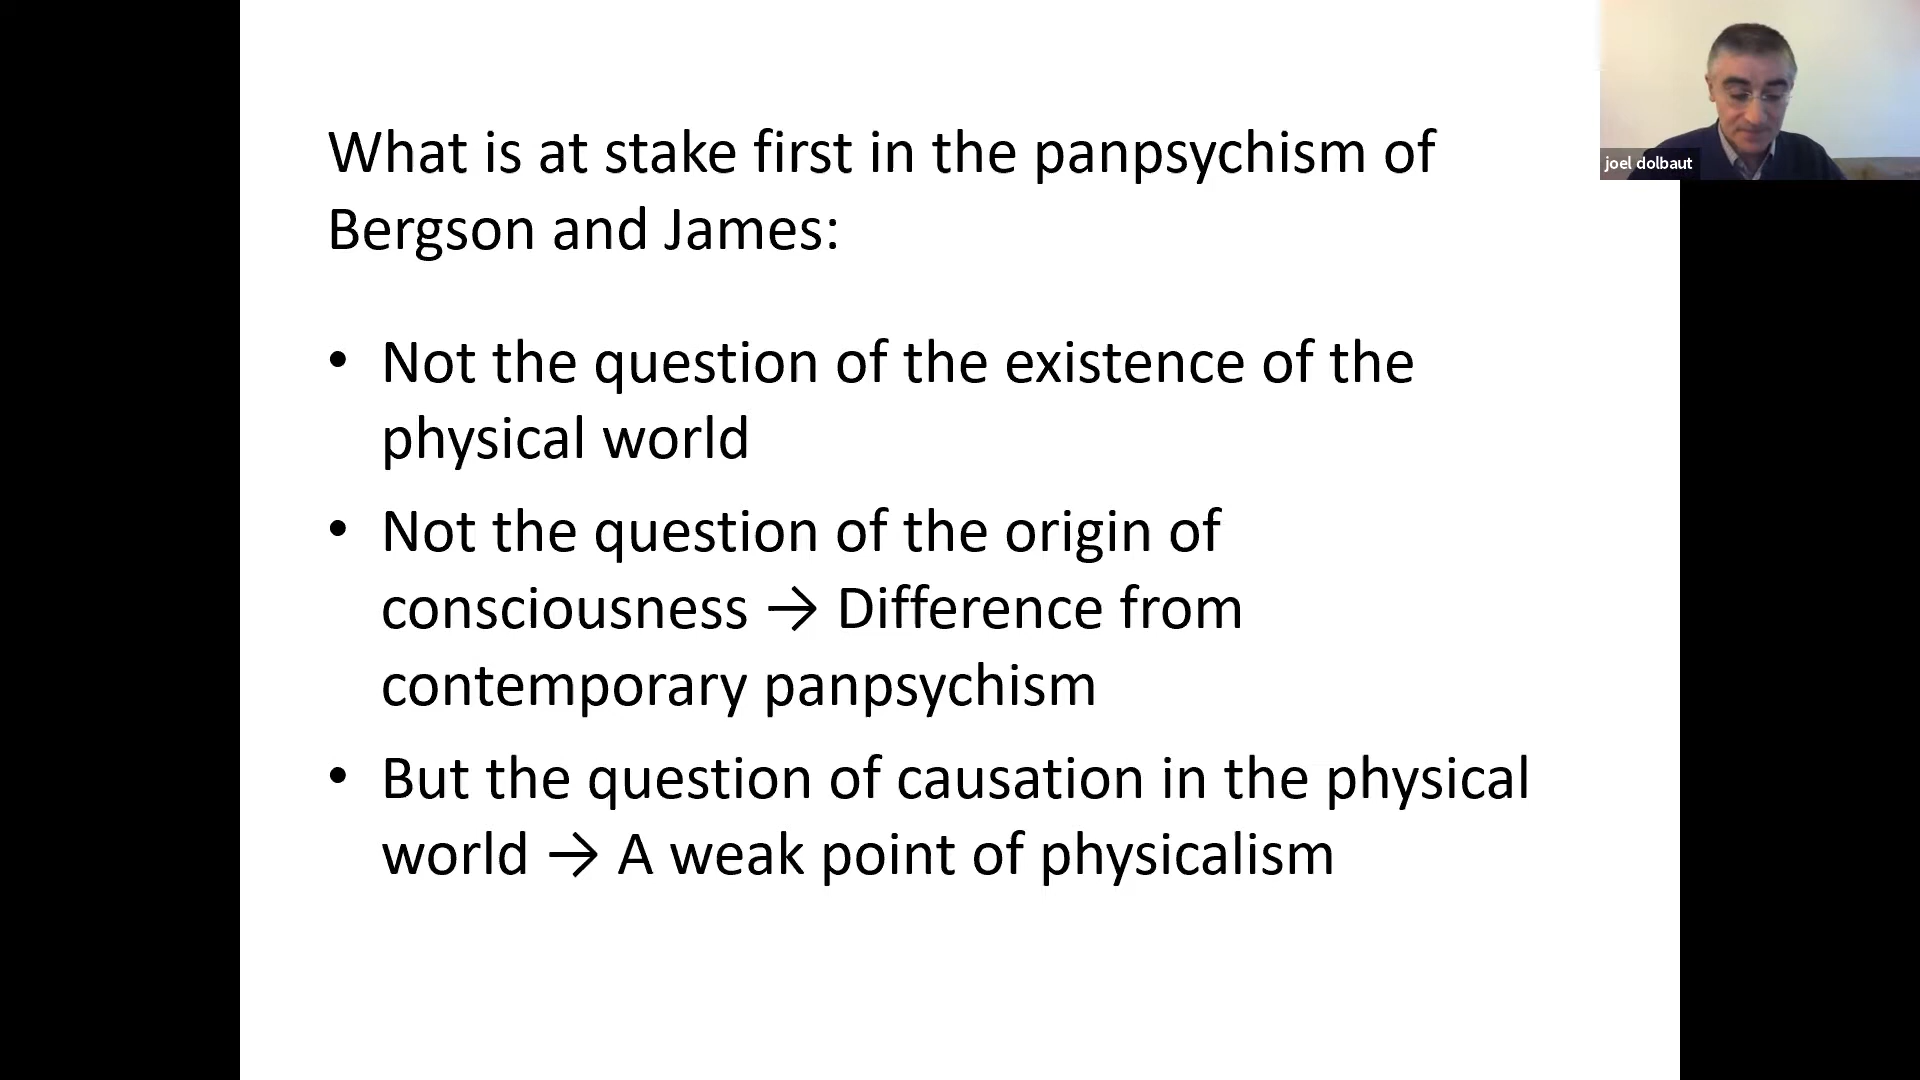 What is at stake first in the panpsychism of
Bergson and James:
• Not the question of the existence of the
physical world
• Not the question of the origin of
consciousness → Difference from
contemporary panpsychism
• But the question of causation in the physical
world → A weak point of physicalism
joel dolbaut